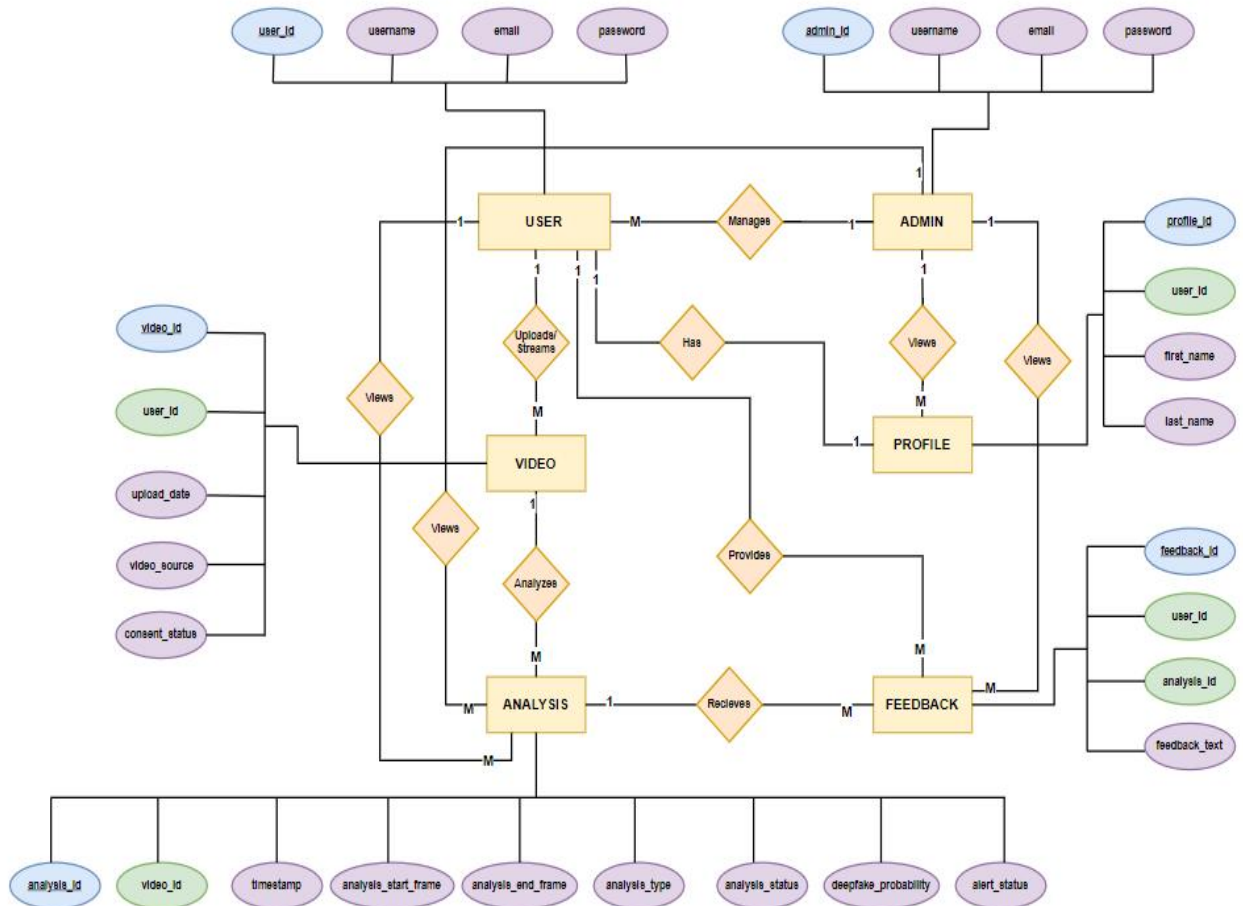 user_id
username
email
password
admin_id
username
email
password
1
USER
M
Manages
1
ADMIN
1
1
1
profile_id
1
1
1
1
user_id
video_id
Uploads/
Streams
Has
Views
Views
first_name
Views
user_id
M
M
last_name
1
PROFILE
VIDEO
upload_date
1
Views
Provides
feedback_id
video_source
Analyzes
user_id
consent_status
M
M
analysis_id
M
ANALYSIS
1
Recieves
M
FEEDBACK
M
M
feedback_text
analysis_id
video_id
timestamp
analysis_start_frame
analysis_end_frame
analysis_type
analysis_status
deepfake_probability
alert_status